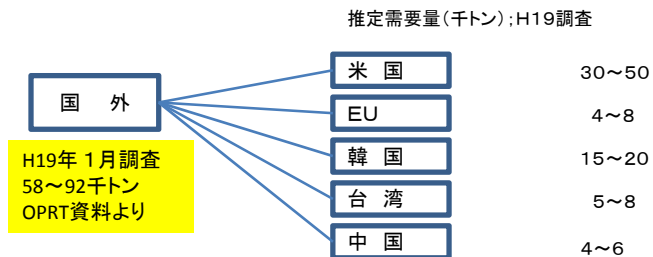 推定需要量(千トン);H19調査
米 国 30~50
国 外
EU 4~8
H19年1月調査
58~92千トン
OPRT資料より
韓 国 15~20
台 湾 5~8
中 国 4~6